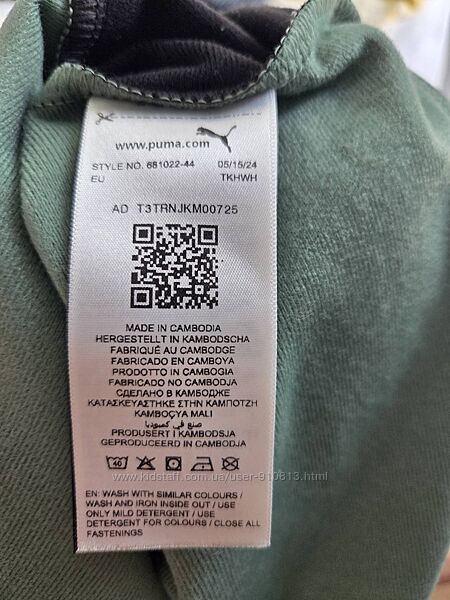 www.puma.com
STYLE NO. 681022-44 05/15/24
EU TKHWH
AD T3TRNJKM00725
MADE IN CAMBODIA
HERGESTELLT IN KAMBODSCHA
FABRIQUÉ AU CAMBODGE
FABRICADO EN CAMBOYA
PRODOTTO IN CAMBOGIA
FABRICADO NO CAMBODJA
СДЕЛАНО В КАМБОДЖЕ
ΚΑΤΑΣΚΕΥΑΣΤΗΚΕ ΣΤΗΝ ΚΑΜΠΟΤΖΗ
KAMBOÇYA MALI
صنع في كمبوديا
PRODUSERT I KAMBODSJA
GEPRODUCEERD IN CAMBODJA
40
www.kidstaff.com.ua/user-910813.html
EN: WASH WITH SIMILAR COLOURS /
WASH AND IRON INSIDE OUT / USE
ONLY MILD DETERGENT / USE
DETERGENT FOR COLOURS / CLOSE ALL
FASTENINGS